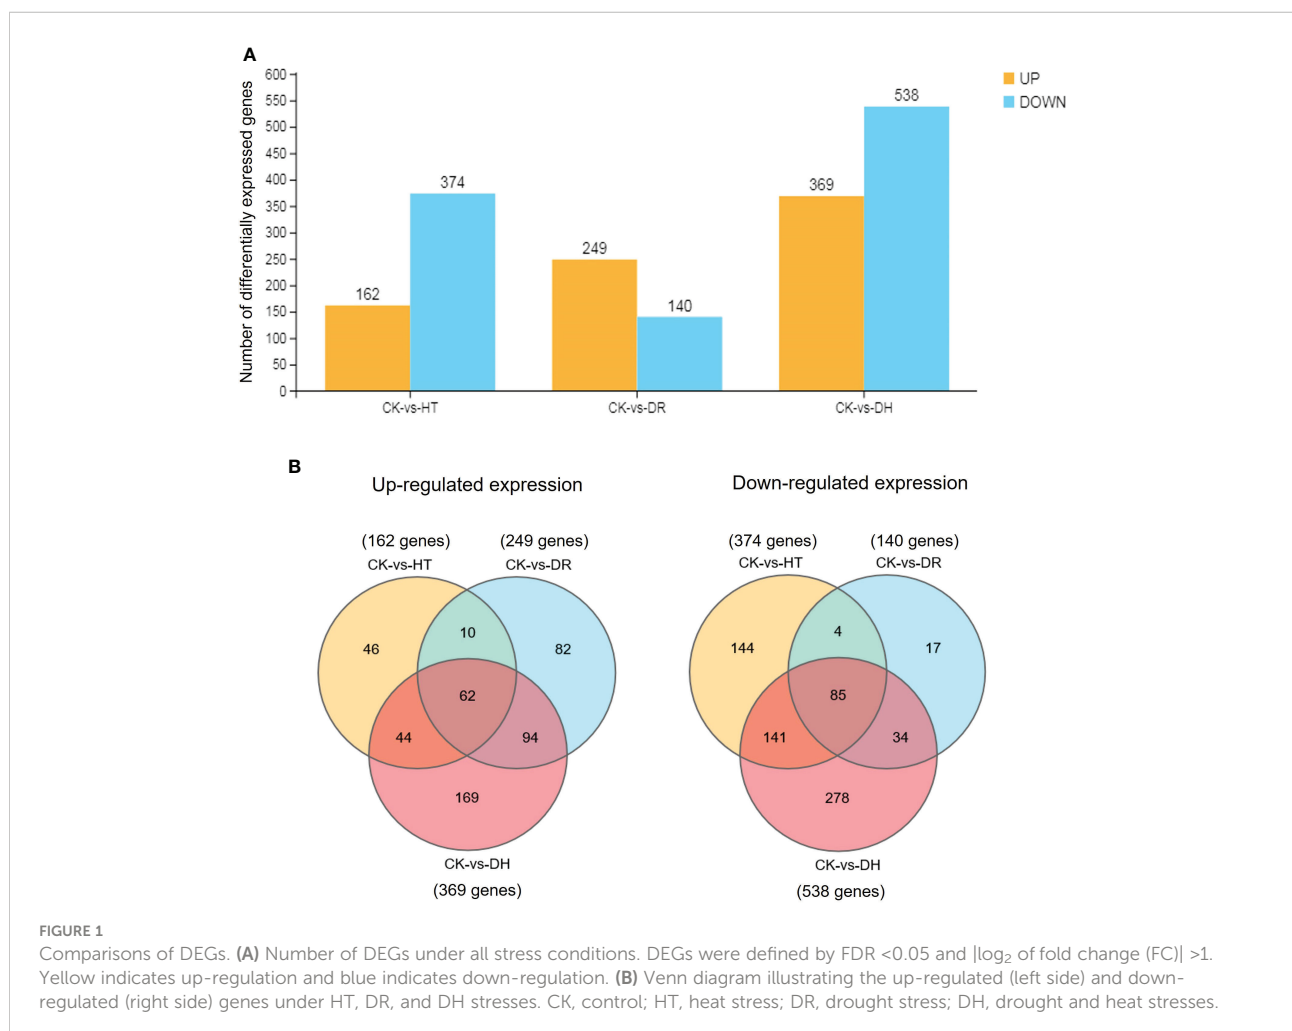 A
Number of differentially expressed genes
600
550
500
450
400
350
300
250
200
150
100
50
0
162
374
249
140
369
538
CK-vs-HT
CK-vs-DR
CK-vs-DH
UP
DOWN
B
Up-regulated expression
(162 genes)
CK-vs-HT
(249 genes)
CK-vs-DR
46
10
82
62
44
94
169
CK-vs-DH
(369 genes)
Down-regulated expression
(374 genes)
CK-vs-HT
(140 genes)
CK-vs-DR
144
4
17
85
141
34
278
CK-vs-DH
(538 genes)
FIGURE 1
Comparisons of DEGs. (A) Number of DEGs under all stress conditions. DEGs were defined by FDR <0.05 and |log₂ of fold change (FC)| >1.
Yellow indicates up-regulation and blue indicates down-regulation. (B) Venn diagram illustrating the up-regulated (left side) and down-
regulated (right side) genes under HT, DR, and DH stresses. CK, control; HT, heat stress; DR, drought stress; DH, drought and heat stresses.